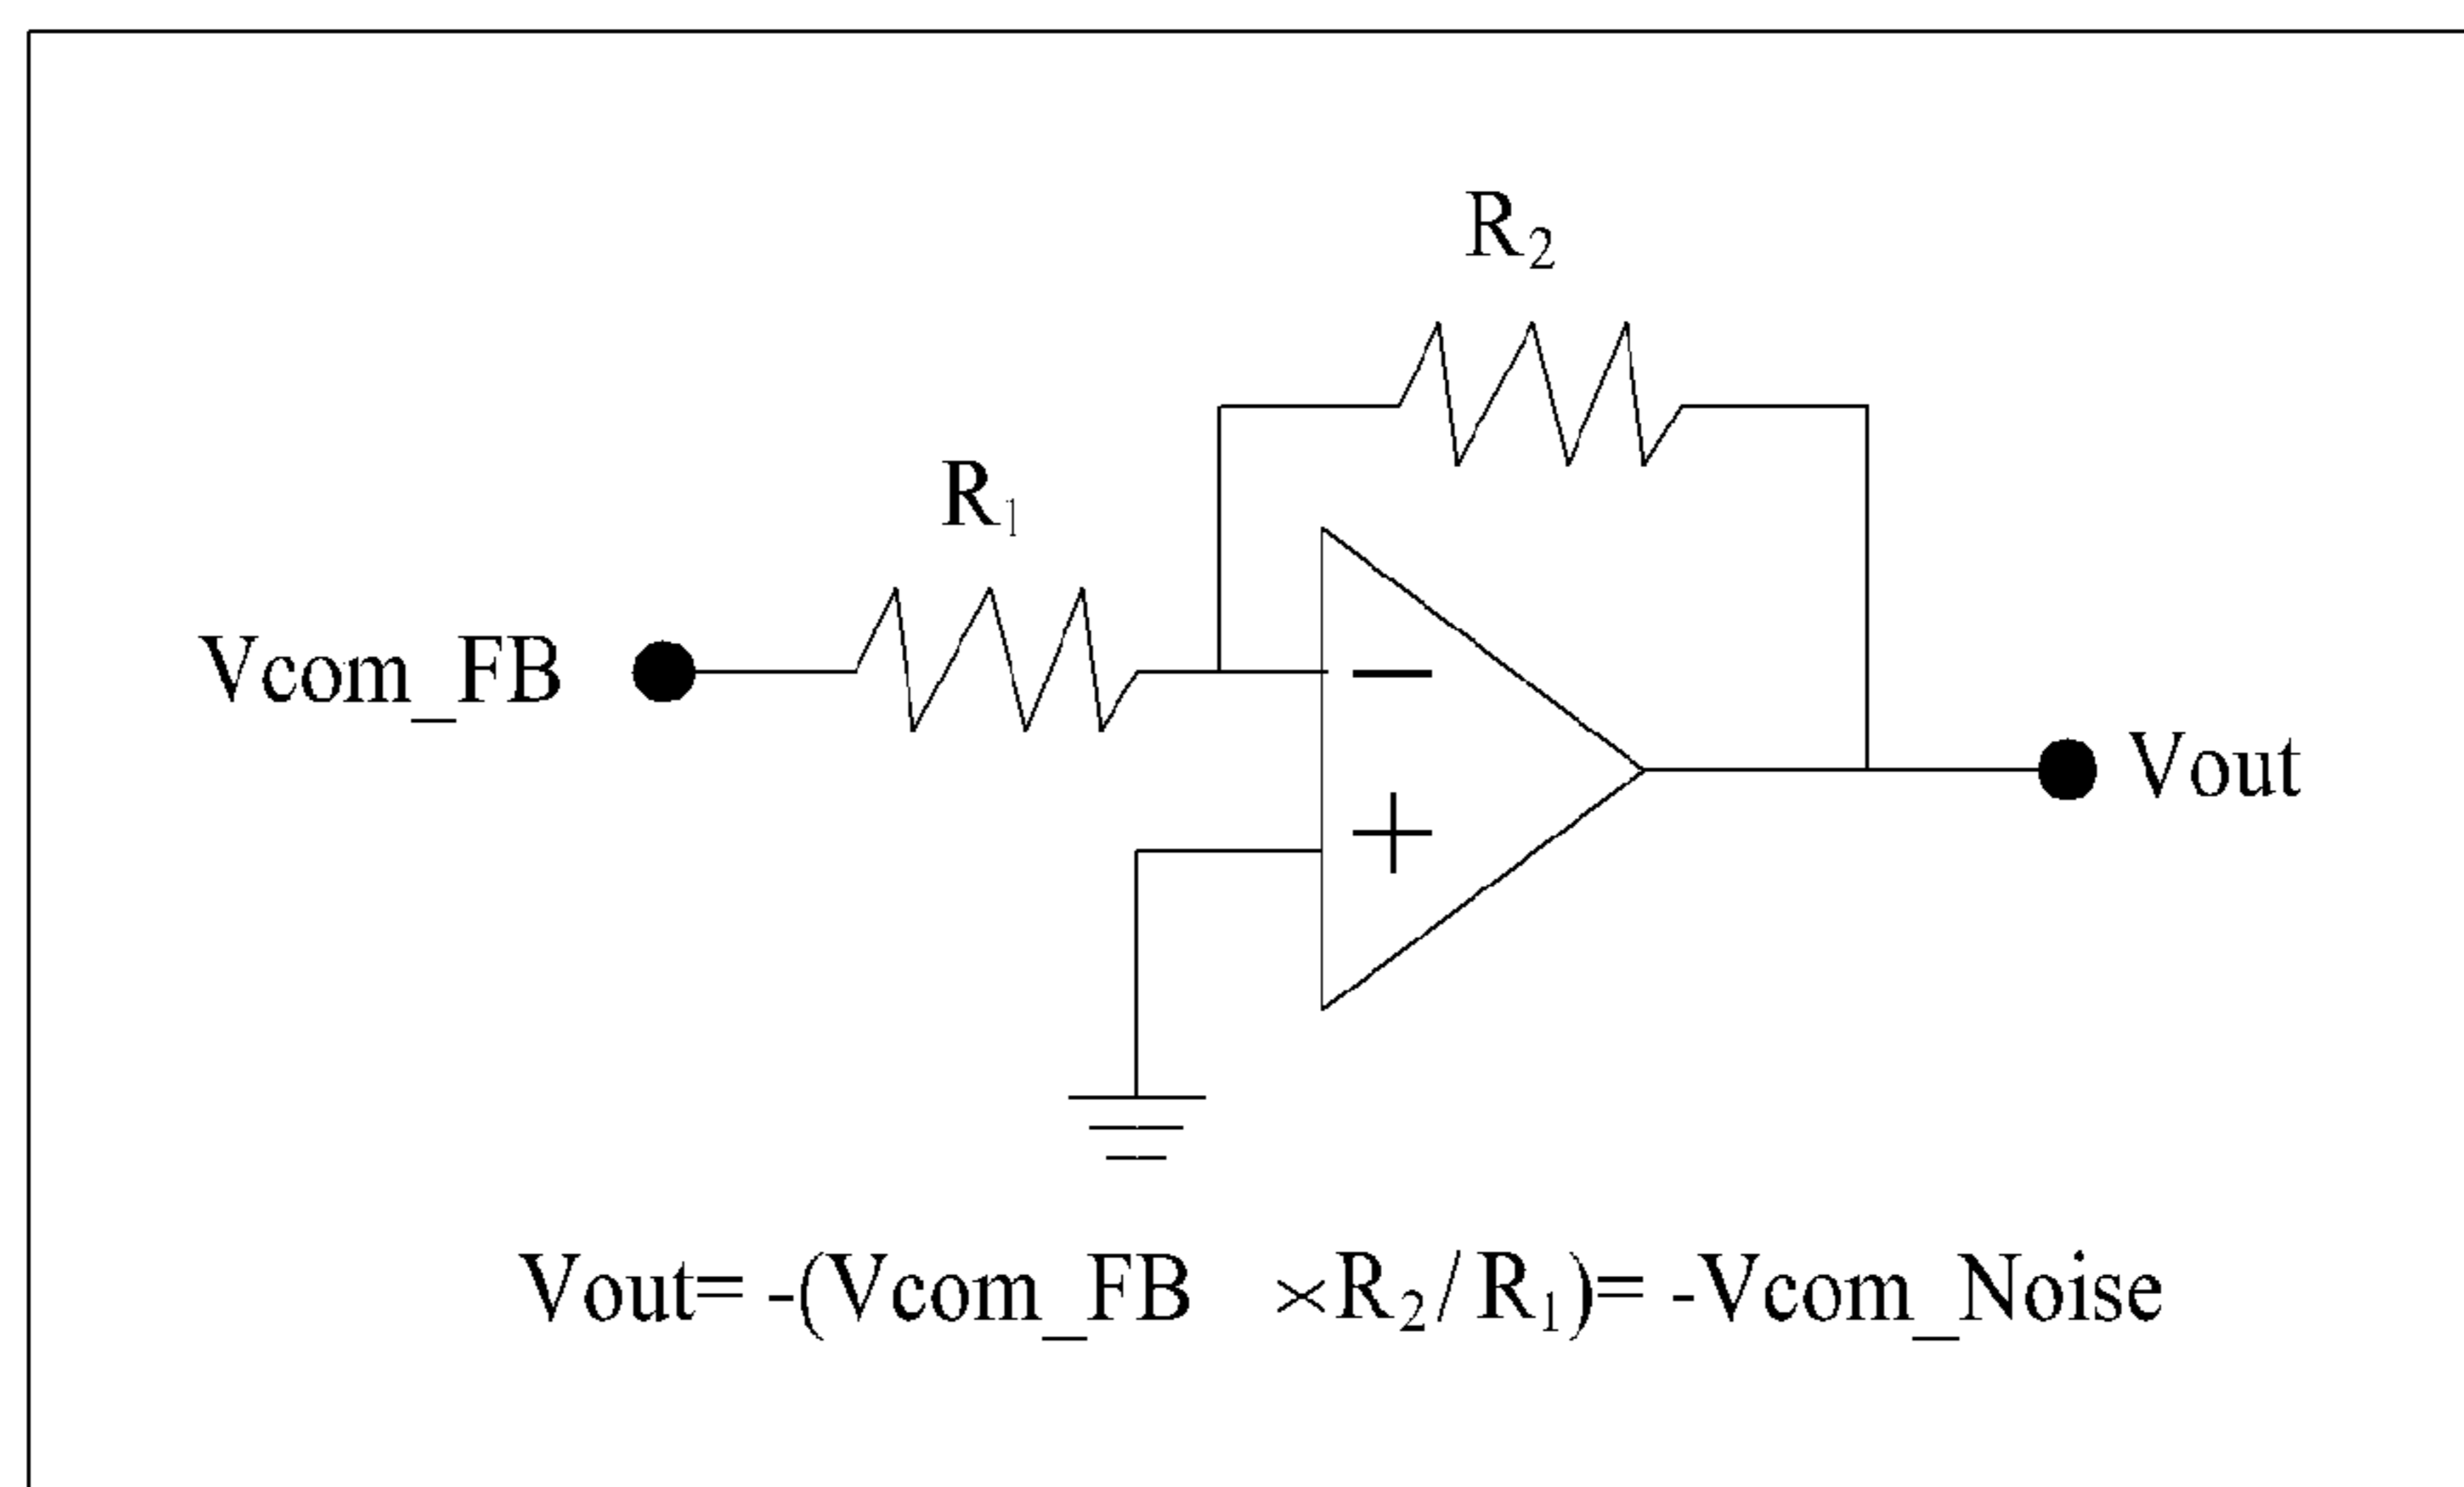 R₂
R₁
Vcom_FB
−
+
Vout
Vout= -(Vcom_FB ×R₂/R₁)= -Vcom_Noise